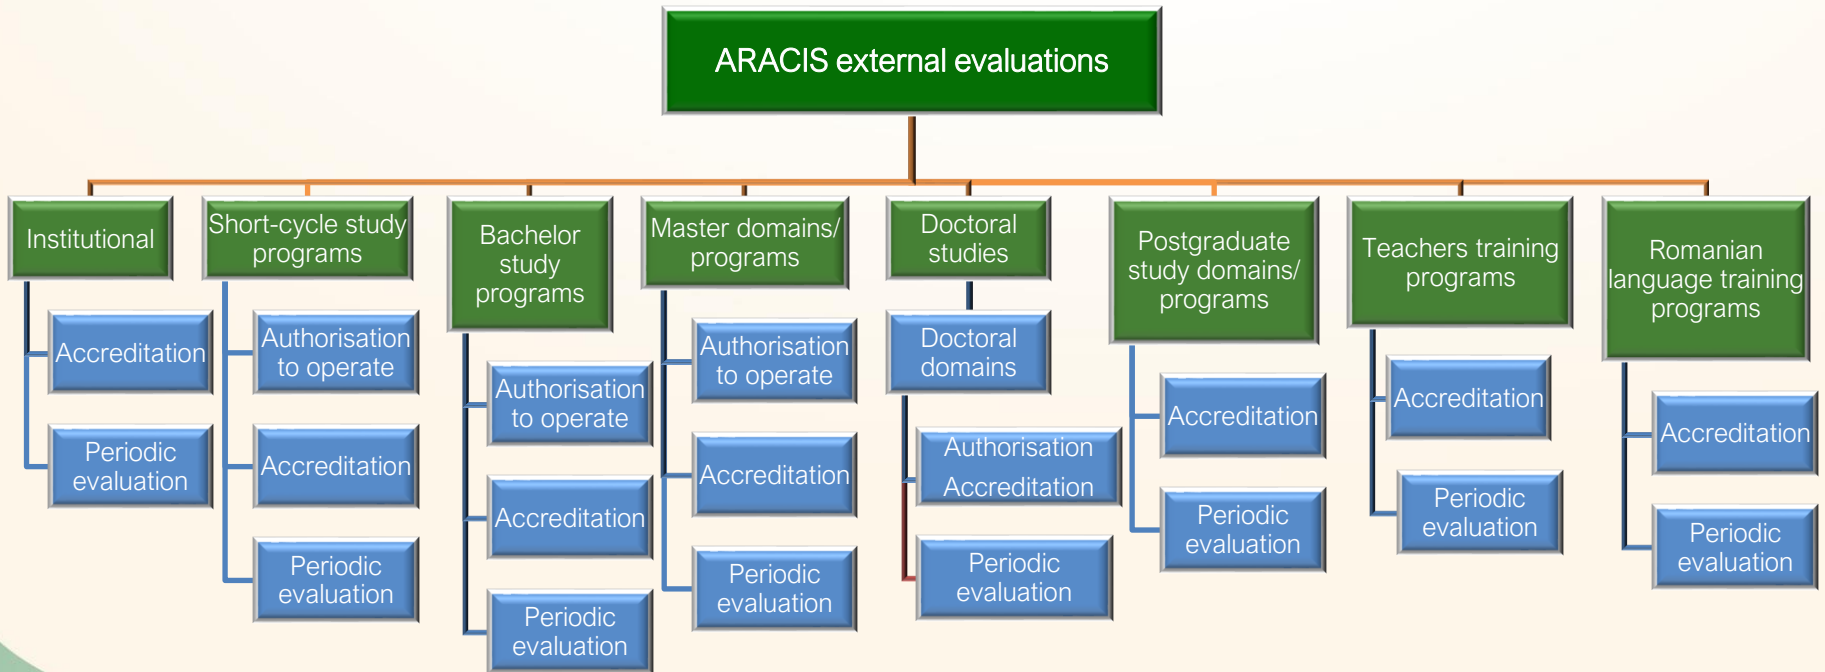 ARACIS external evaluations
Institutional
Accreditation
Periodic
evaluation
Short-cycle study
programs
Authorisation
to operate
Accreditation
Periodic
evaluation
Bachelor
study
programs
Authorisation
to operate
Accreditation
Periodic
evaluation
Master domains/
programs
Authorisation
to operate
Accreditation
Periodic
evaluation
Doctoral
studies
Doctoral
domains
Authorisation
Accreditation
Periodic
evaluation
Postgraduate
study domains/
programs
Accreditation
Periodic
evaluation
Teachers training
programs
Accreditation
Periodic
evaluation
Romanian
language training
programs
Accreditation
Periodic
evaluation